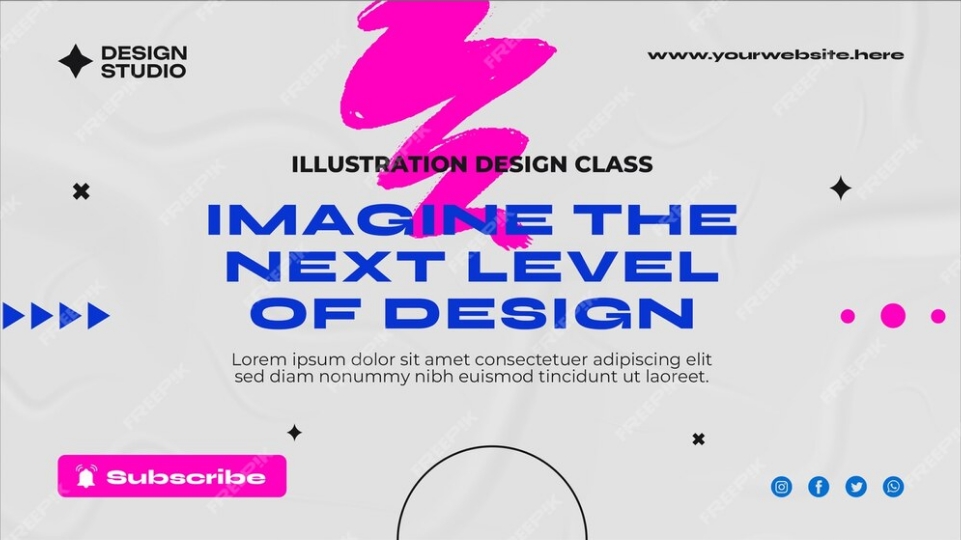 DESIGN
STUDIO
www.yourwebsite.here
ILLUSTRATION DESIGN CLASS
IMAGINE THE
NEXT LEVEL
OF DESIGN
Lorem ipsum dolor sit amet consectetuer adipiscing elit
sed diam nonummy nibh euismod tincidunt ut laoreet.
Subscribe
FREEPIK